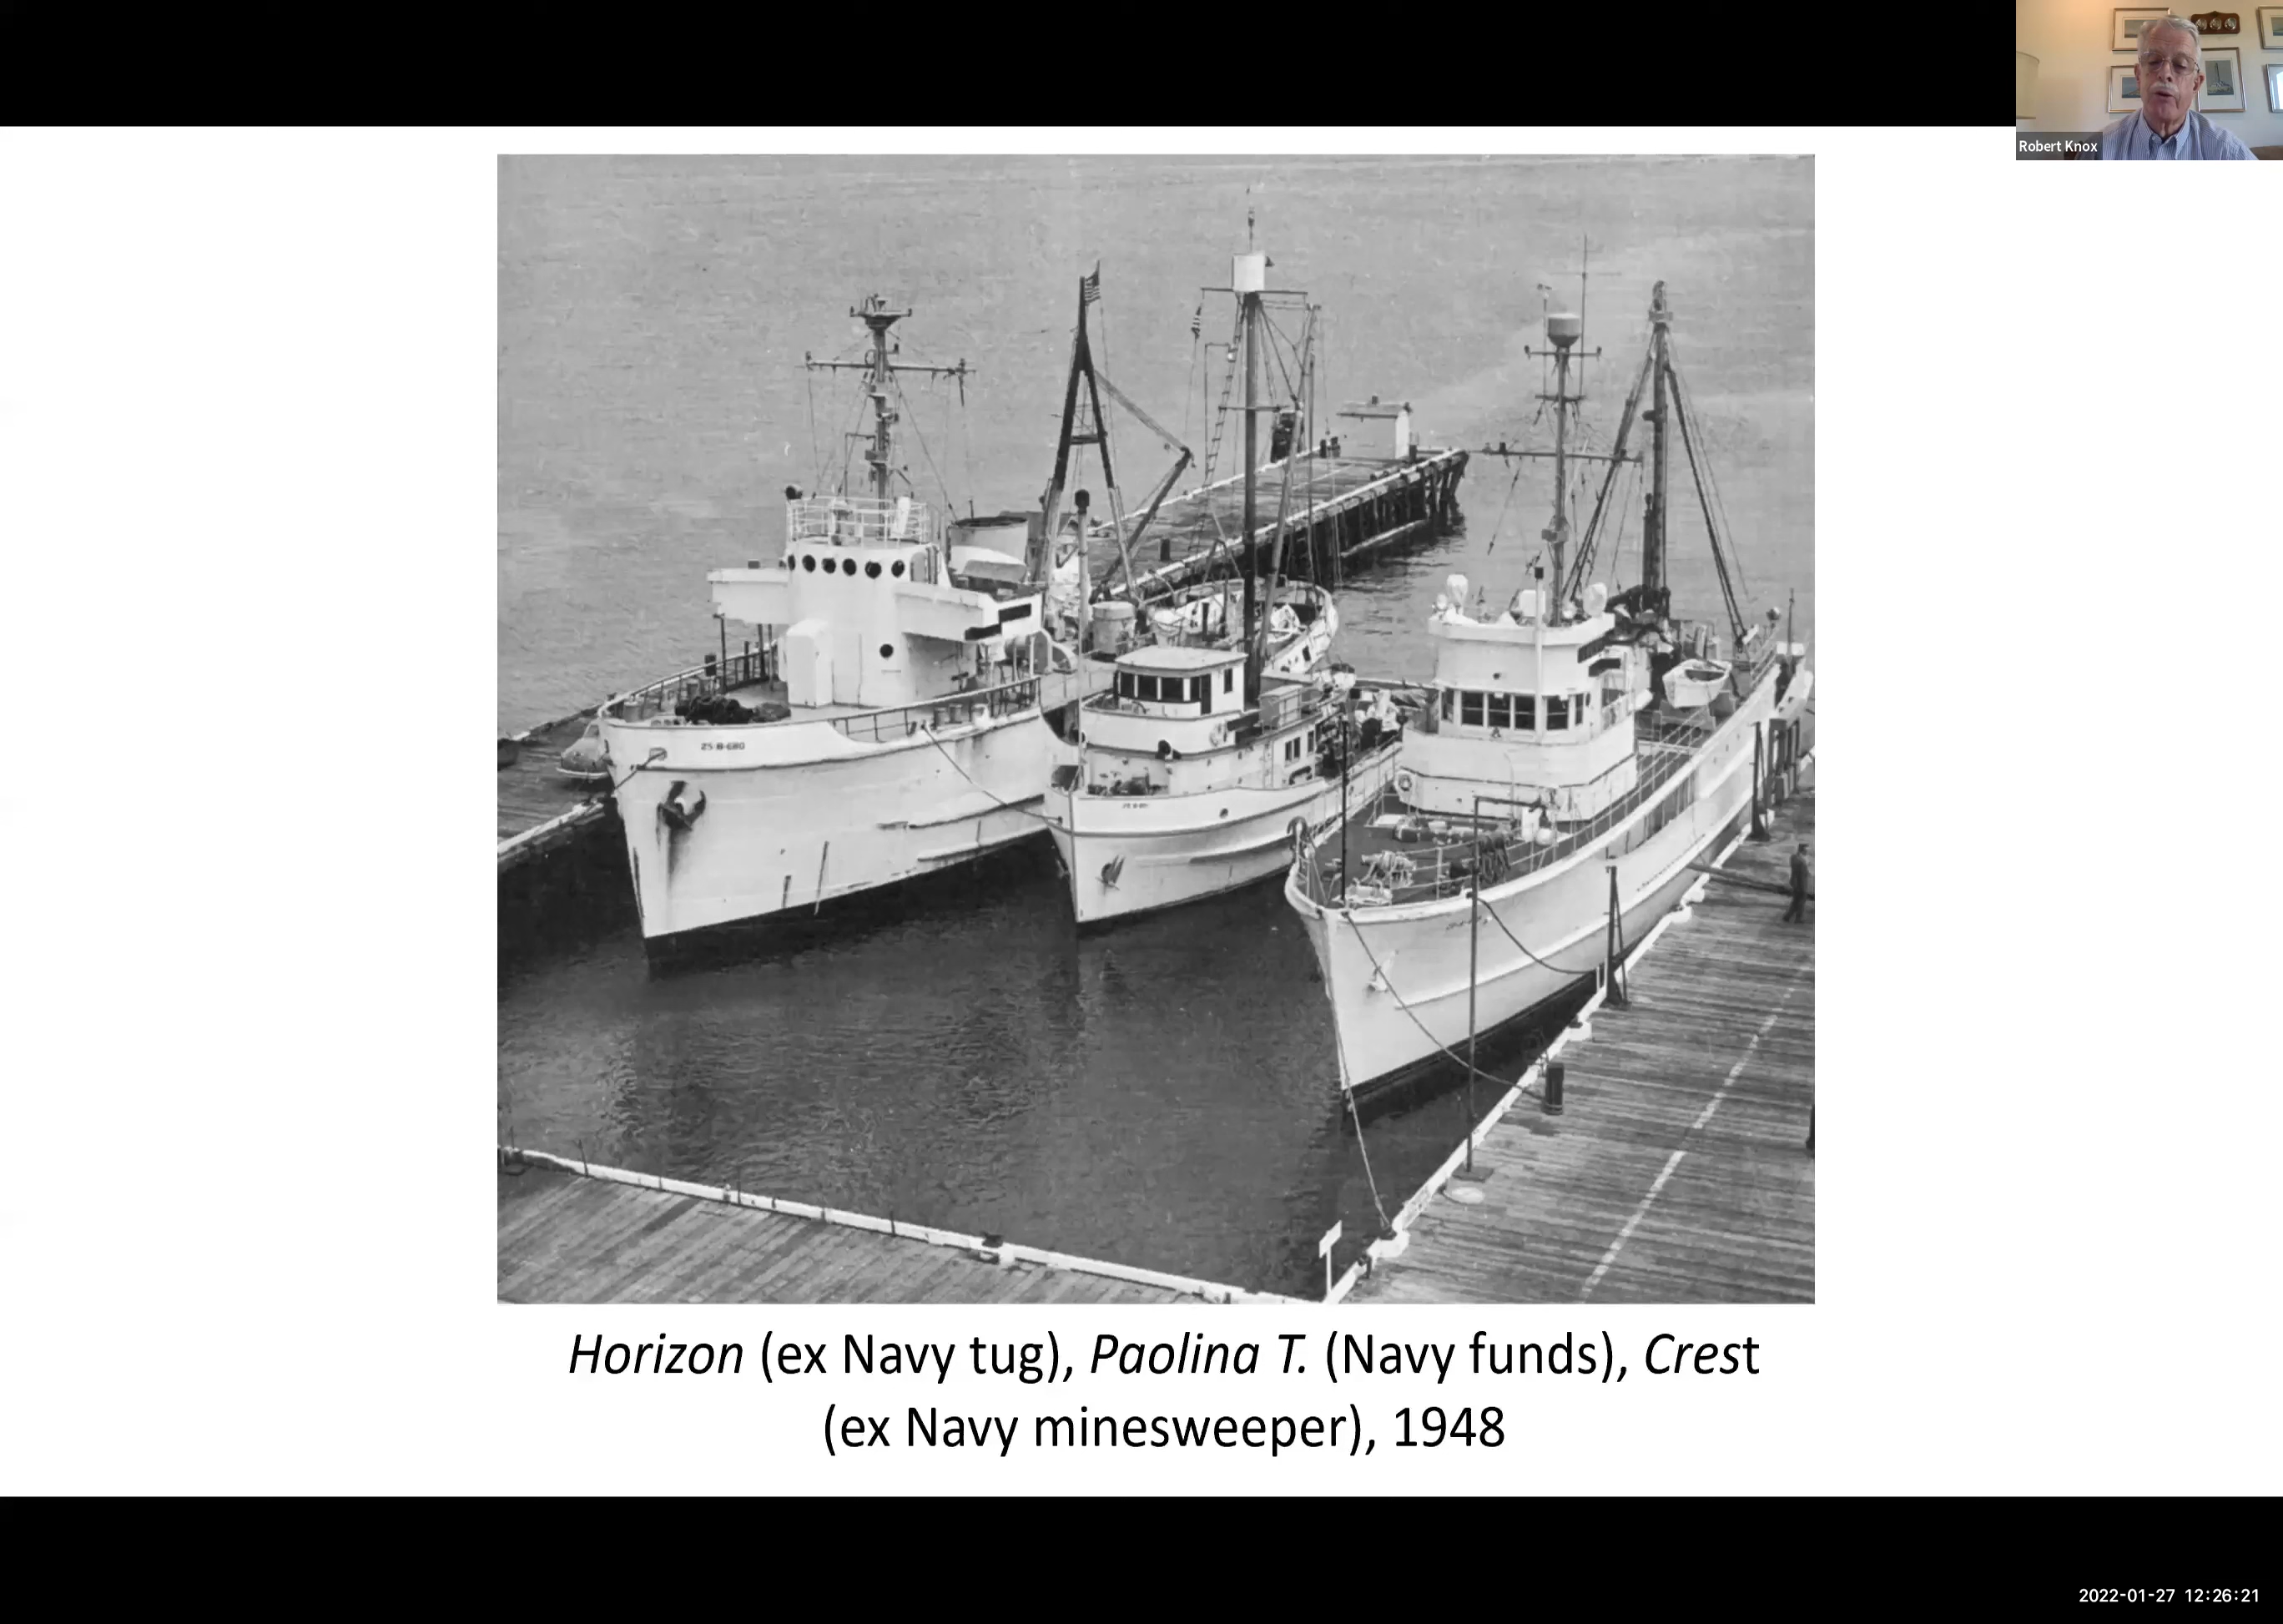 Robert Knox
Horizon (ex Navy tug), Paolina T. (Navy funds), Crest
(ex Navy minesweeper), 1948
2022-01-27 12:26:21